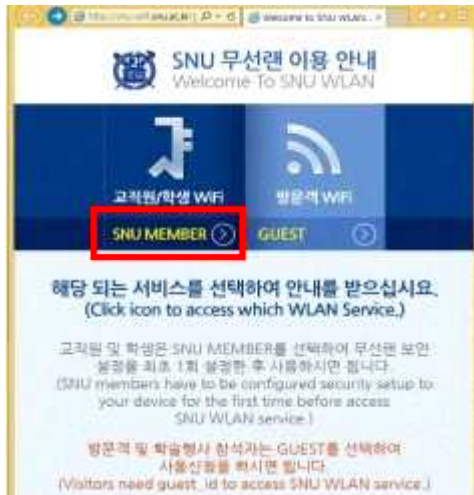 Welcome to SNU WLAN...
SNU 무선랜 이용 안내
Welcome To SNU WLAN
교직원/학생 WiFi
방문객 WiFi
SNU MEMBER
GUEST
해당 되는 서비스를 선택하여 안내를 받으십시요.
(Click icon to access
which WLAN Service.)
교직원 및 학생은 SNU MEMBER를 선택하여 무선랜 보안
설정을 최초 1회 설정한 후 사용하시면 됩니다.
(SNU members have to be configured security setup to
your device for the first time before access
SNU WLAN service.)
방문객 및 학술행사 참석자는 GUEST를 선택하여
사용신청을 하시면 됩니다
(Visitors need guest_id to access SNU WLAN service.)